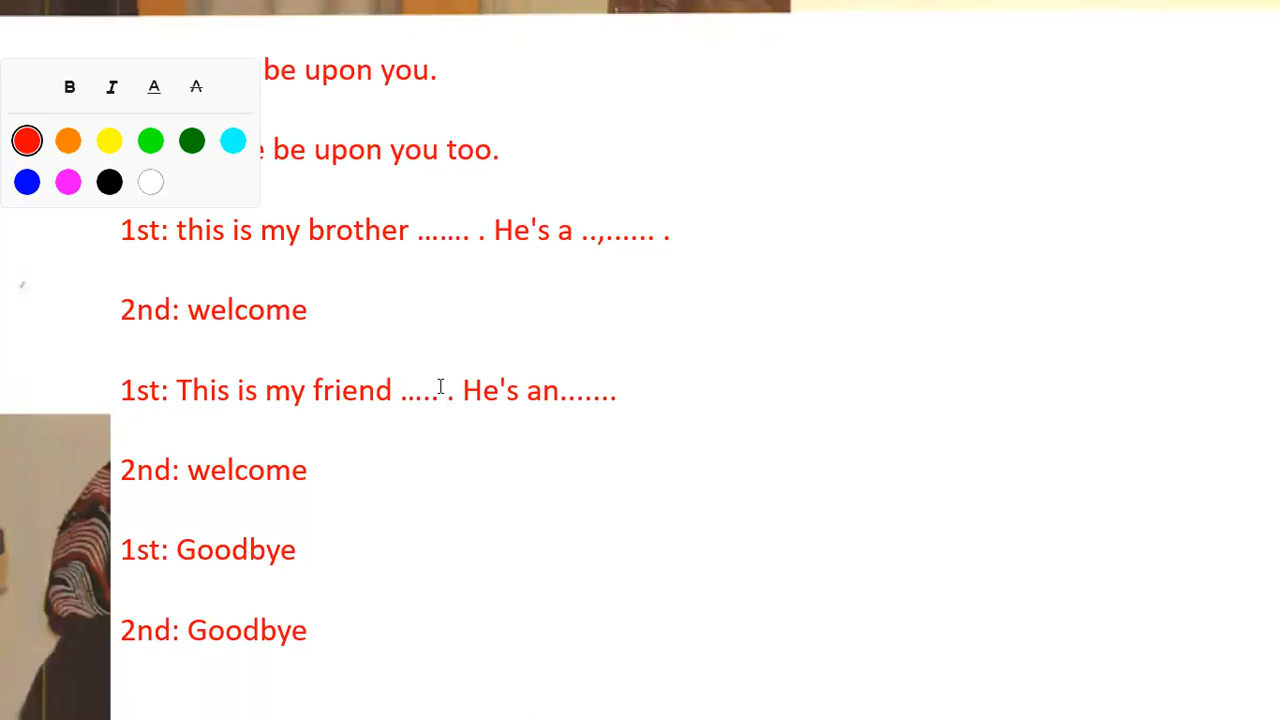 B I A A
be upon you.
be upon you too.
1st: this is my brother ....... . He's a ..,...... .
2nd: welcome
1st: This is my friend ...... . He's an.......
2nd: welcome
1st: Goodbye
2nd: Goodbye